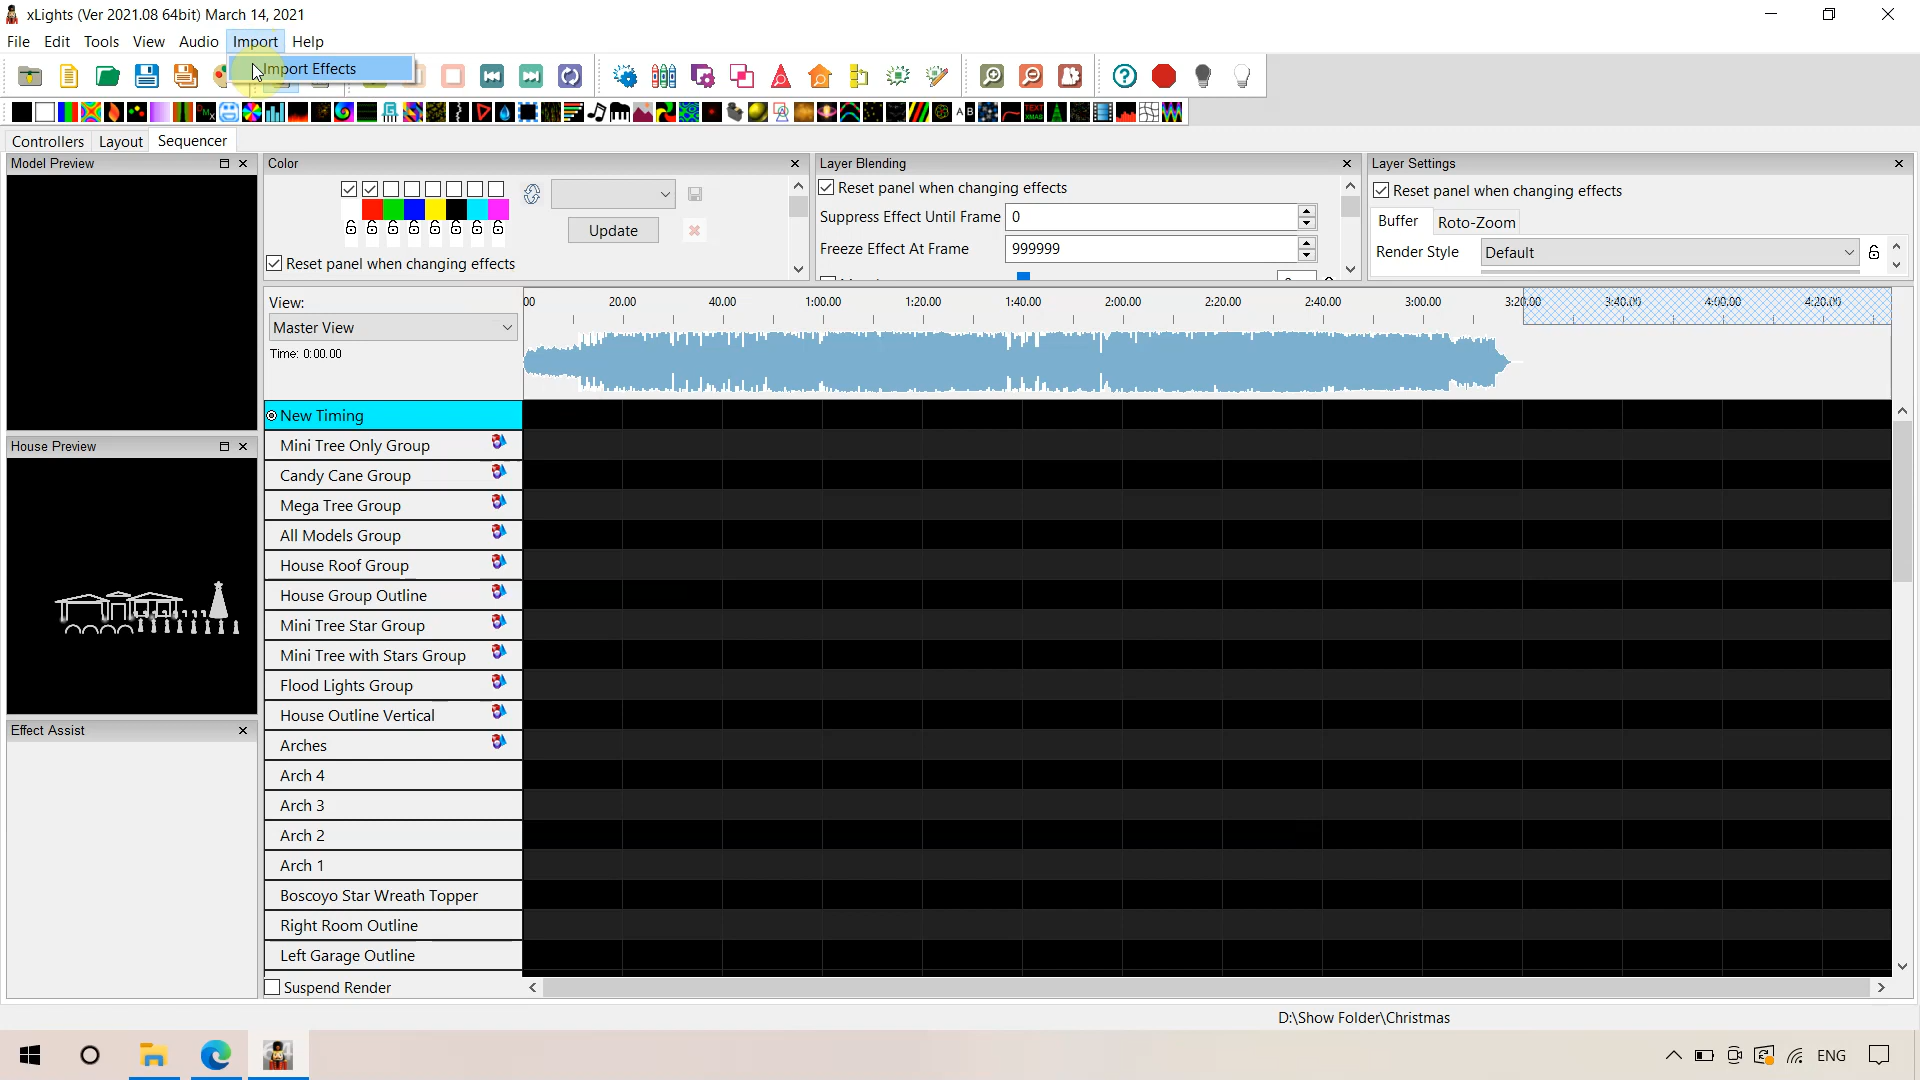 xLights (Ver 2021.08 64bit) March 14, 2021
File Edit Tools View Audio Import Help
Import Effects
Controllers Layout Sequencer
Model Preview
Color
Layer Blending
Layer Settings
Reset panel when changing effects
Reset panel when changing effects
Suppress Effect Until Frame 0
Buffer Roto-Zoom
Update
Freeze Effect At Frame 999999
Render Style Default
Reset panel when changing effects
View:
00 20.00 40.00 1:00.00 1:20.00 1:40.00 2:00.00 2:20.00 2:40.00 3:00.00 3:20.00 3:40.00 4:00.00 4:20.00
Master View
Time: 0:00.00
New Timing
House Preview
Mini Tree Only Group
Candy Cane Group
Mega Tree Group
All Models Group
House Roof Group
House Group Outline
Mini Tree Star Group
Mini Tree with Stars Group
Flood Lights Group
House Outline Vertical
Effect Assist
Arches
Arch 4
Arch 3
Arch 2
Arch 1
Boscoyo Star Wreath Topper
Right Room Outline
Left Garage Outline
Suspend Render
D:\Show Folder\Christmas
ENG